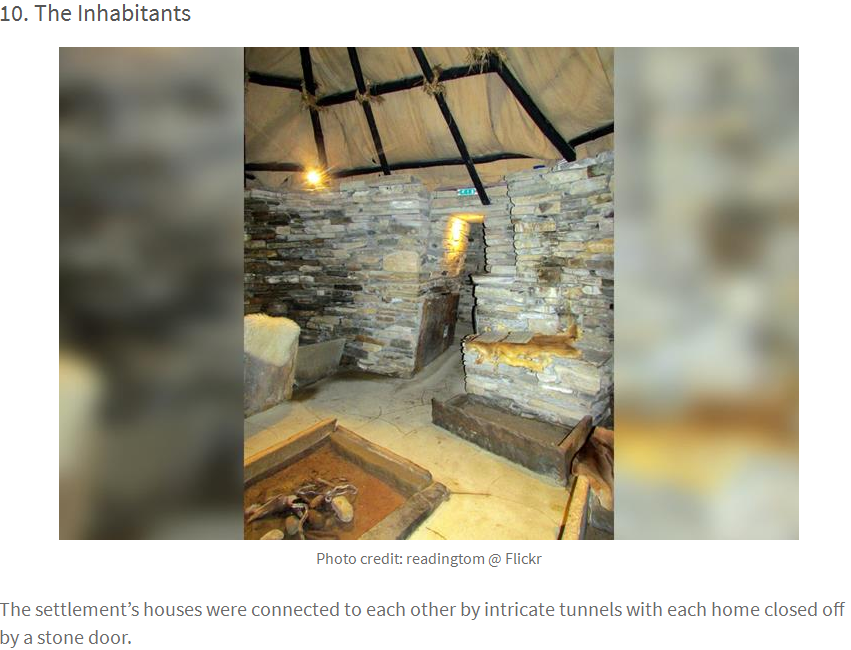 10. The Inhabitants
Photo credit: readingtom @ Flickr
The settlement’s houses were connected to each other by intricate tunnels with each home closed off
by a stone door.